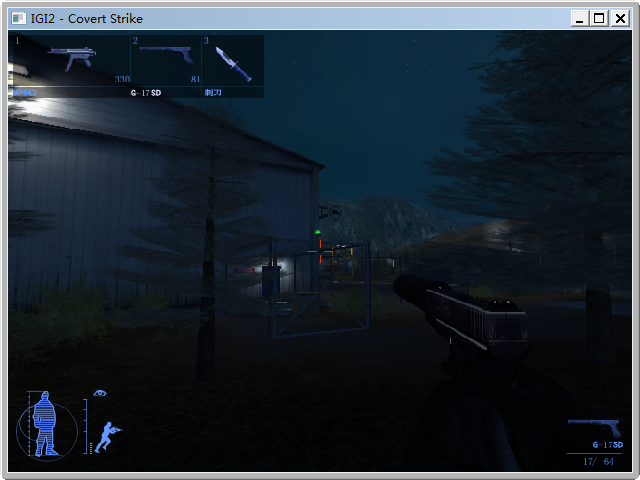 IGI2 - Covert Strike
1 2 3
330 81
G-17SD 刺刀
G-17SD
17/ 64